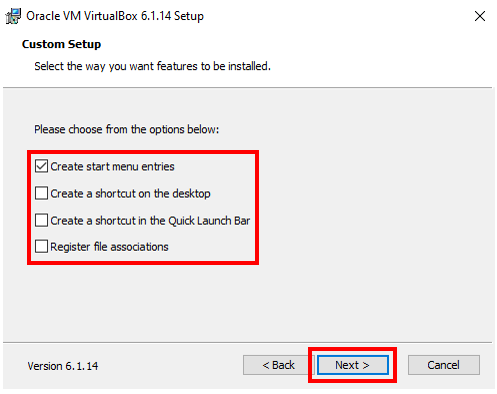 Oracle VM VirtualBox 6.1.14 Setup
Custom Setup
Select the way you want features to be installed.
Please choose from the options below:
Create start menu entries
Create a shortcut on the desktop
Create a shortcut in the Quick Launch Bar
Register file associations
Version 6.1.14
< Back
Next >
Cancel